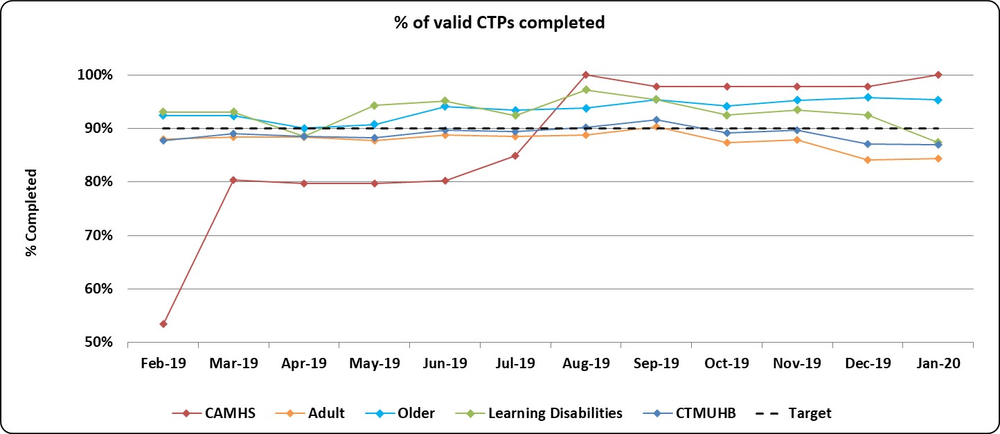 % of valid CTPs completed
% Completed
100%
90%
80%
70%
60%
50%
Feb-19 Mar-19 Apr-19 May-19 Jun-19 Jul-19 Aug-19 Sep-19 Oct-19 Nov-19 Dec-19 Jan-20
CAMHS Adult Older Learning Disabilities CTMUHB Target